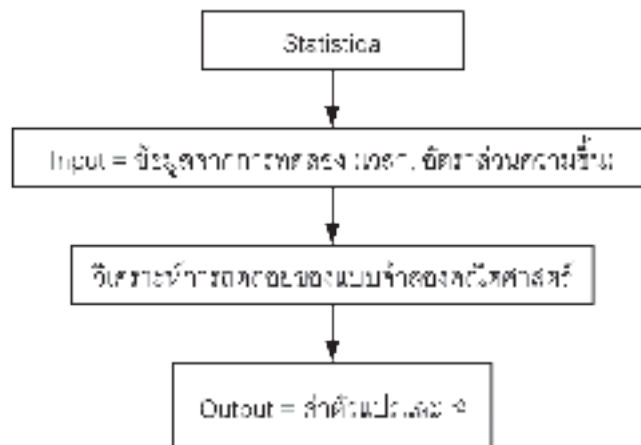 Statistica
Input = ข้อมูลจากการทดลอง (เวลา, อัตราส่วนความชื้น)
วิเคราะห์การถดถอยของแบบจำลองคณิตศาสตร์
Output = ค่าตัวแปรและ r²